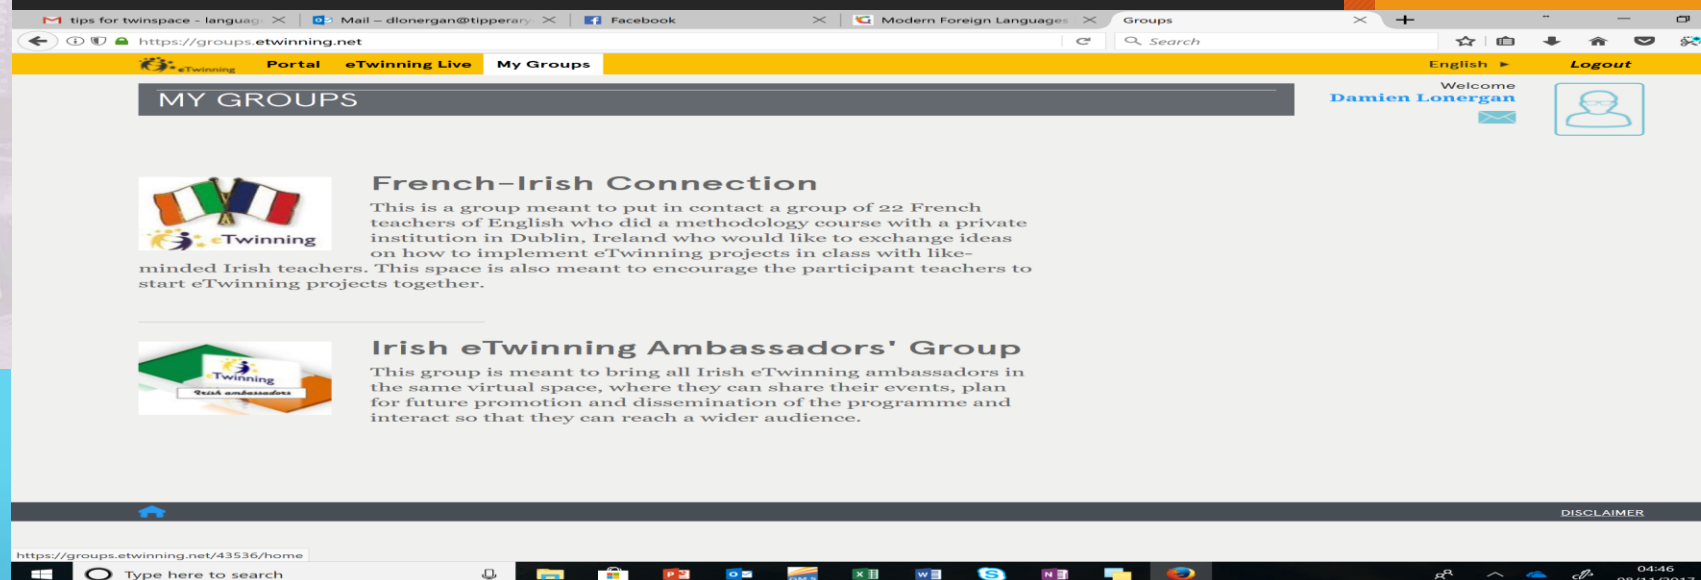 tips for twinspace - languag
Mail – dlonergan@tipperary
Facebook
Modern Foreign Languages
Groups
https://groups.etwinning.net
Search
eTwinning
Portal
eTwinning Live
My Groups
English
Logout
MY GROUPS
Welcome
Damien Lonergan
French-Irish Connection
This is a group meant to put in contact a group of 22 French
teachers of English who did a methodology course with a private
institution in Dublin, Ireland who would like to exchange ideas
on how to implement eTwinning projects in class with like-
minded Irish teachers. This space is also meant to encourage the participant teachers to
start eTwinning projects together.
eTwinning
Irish eTwinning Ambassadors' Group
This group is meant to bring all Irish eTwinning ambassadors in
the same virtual space, where they can share their events, plan
for future promotion and dissemination of the programme and
interact so that they can reach a wider audience.
Twinning
Irish ambassadors
DISCLAIMER
https://groups.etwinning.net/43536/home
Type here to search
04:46
08/11/2017